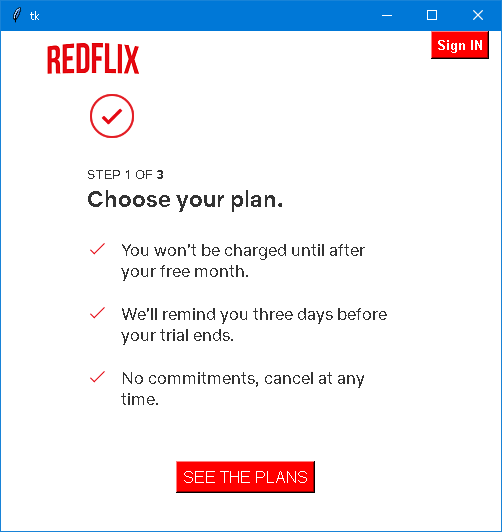 tk
Sign IN
REDFLIX
STEP 1 OF 3
Choose your plan.
You won't be charged until after
your free month.
We'll remind you three days before
your trial ends.
No commitments, cancel at any
time.
SEE THE PLANS